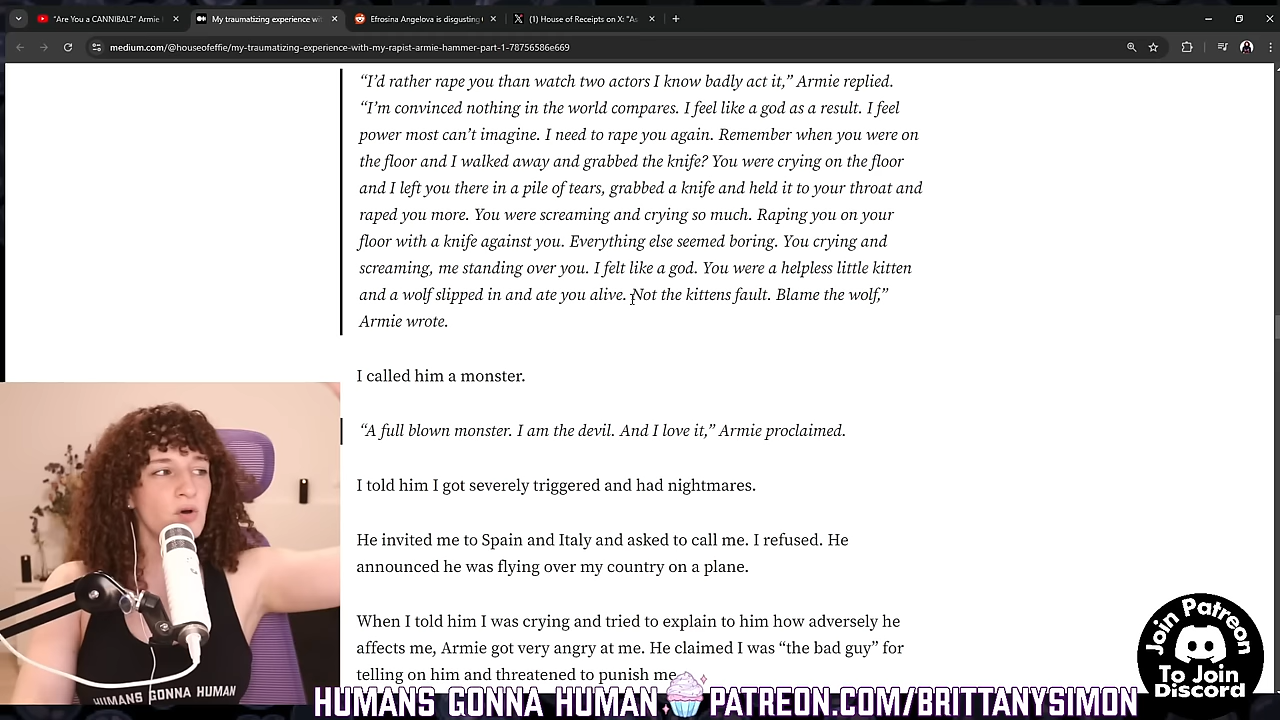 "Are You a CANNIBAL?" Armie
My traumatizing experience wit
Efrosina Angelova is disgusting
(1) House of Receipts on X: "As
medium.com/@houseofeffie/my-traumatizing-experience-with-my-rapist-armie-hammer-part-1-78756586e669
“I’d rather rape you than watch two actors I know badly act it,” Armie replied.
“I’m convinced nothing in the world compares. I feel like a god as a result. I feel
power most can’t imagine. I need to rape you again. Remember when you were on
the floor and I walked away and grabbed the knife? You were crying on the floor
and I left you there in a pile of tears, grabbed a knife and held it to your throat and
raped you more. You were screaming and crying so much. Raping you on your
floor with a knife against you. Everything else seemed boring. You crying and
screaming, me standing over you. I felt like a god. You were a helpless little kitten
and a wolf slipped in and ate you alive. Not the kittens fault. Blame the wolf,”
Armie wrote.
I called him a monster.
“A full blown monster. I am the devil. And I love it,” Armie proclaimed.
I told him I got severely triggered and had nightmares.
He invited me to Spain and Italy and asked to call me. I refused. He
announced he was flying over my country on a plane.
When I told him I was crying and tried to explain to him how adversely he
affects me, Armie got very angry at me. He claimed I was “the bad guy” for
telling on him and threatened to punish me
HUMANS GONNA HUMAN
Join Patreon
To Join
Discord
HUMANS GONNA HUMAN PATREON.COM/BRITTANYSIMON